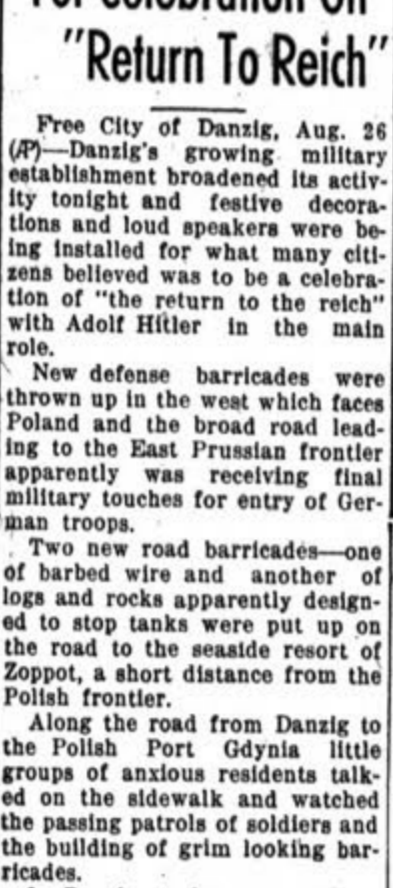 "Return To Reich"
Free City of Danzig, Aug. 26
(AP)—Danzig's growing military
establishment broadened its activ-
ity tonight and festive decora-
tions and loud speakers were be-
ing installed for what many citi-
zens believed was to be a celebra-
tion of "the return to the reich"
with Adolf Hitler in the main
role.
New defense barricades were
thrown up in the west which faces
Poland and the broad road lead-
ing to the East Prussian frontier
apparently was receiving final
military touches for entry of Ger-
man troops.
Two new road barricades—one
of barbed wire and another of
logs and rocks apparently design-
ed to stop tanks were put up on
the road to the seaside resort of
Zoppot, a short distance from the
Polish frontier.
Along the road from Danzig to
the Polish Port Gdynia little
groups of anxious residents talk-
ed on the sidewalk and watched
the passing patrols of soldiers and
the building of grim looking bar-
ricades.